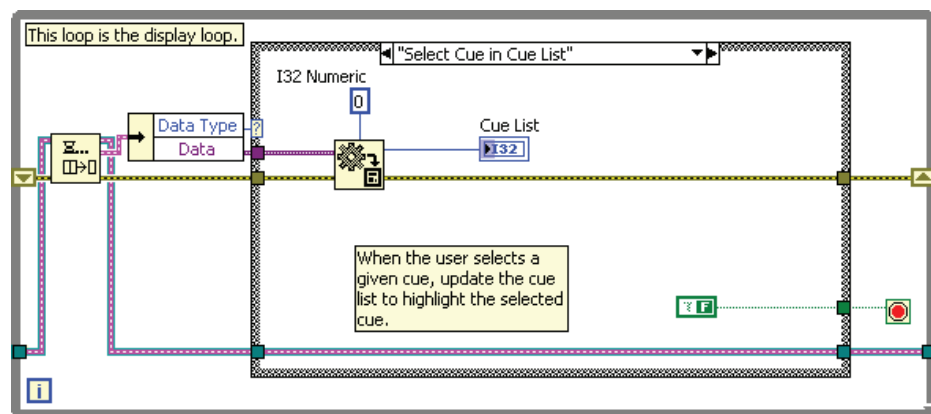 This loop is the display loop.
"Select Cue in Cue List"
I32 Numeric
0
Data Type
Data
?
Cue List
I32
When the user selects a
given cue, update the cue
list to highlight the selected
cue.
? F
i